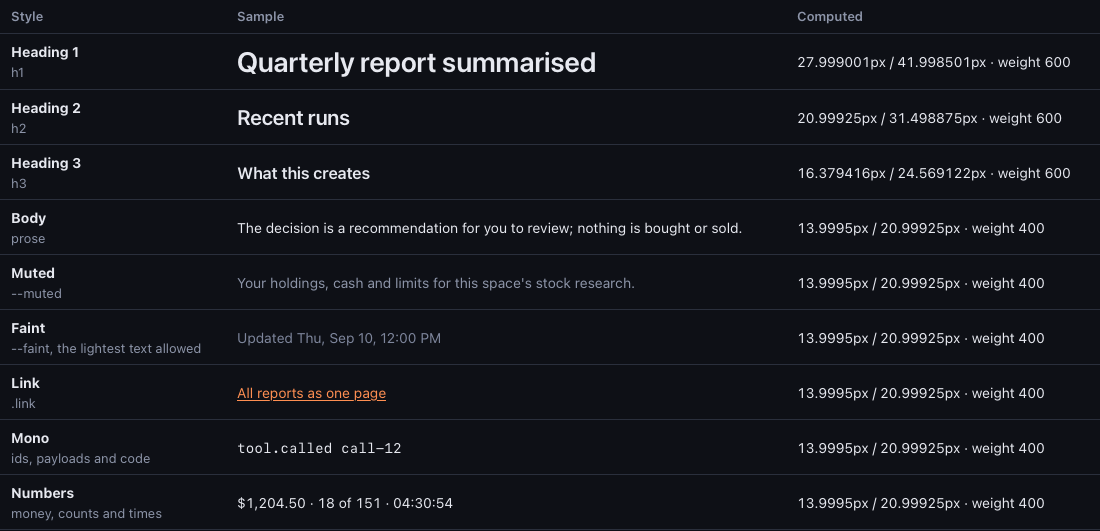 Style Sample Computed
Heading 1
h1
Quarterly report summarised
27.999001px / 41.998501px · weight 600
Heading 2
h2
Recent runs
20.99925px / 31.498875px · weight 600
Heading 3
h3
What this creates
16.379416px / 24.569122px · weight 600
Body
prose
The decision is a recommendation for you to review; nothing is bought or sold.
13.9995px / 20.99925px · weight 400
Muted
--muted
Your holdings, cash and limits for this space's stock research.
13.9995px / 20.99925px · weight 400
Faint
--faint, the lightest text allowed
Updated Thu, Sep 10, 12:00 PM
13.9995px / 20.99925px · weight 400
Link
.link
All reports as one page
13.9995px / 20.99925px · weight 400
Mono
ids, payloads and code
tool.called call-12
13.9995px / 20.99925px · weight 400
Numbers
money, counts and times
$1,204.50 · 18 of 151 · 04:30:54
13.9995px / 20.99925px · weight 400